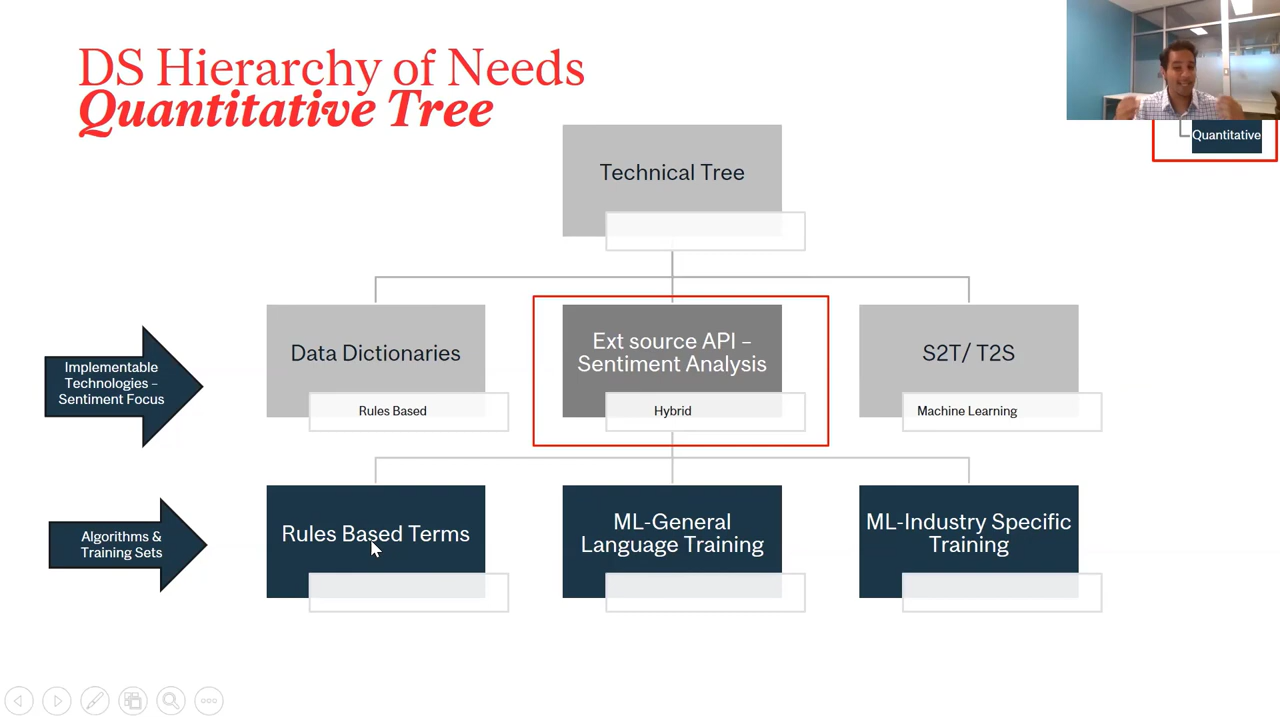 DS Hierarchy of Needs
Quantitative Tree
Quantitative
Technical Tree
Implementable
Technologies –
Sentiment Focus
Data Dictionaries
Rules Based
Ext source API –
Sentiment Analysis
Hybrid
S2T/ T2S
Machine Learning
Algorithms &
Training Sets
Rules Based Terms
ML-General
Language Training
ML-Industry Specific
Training